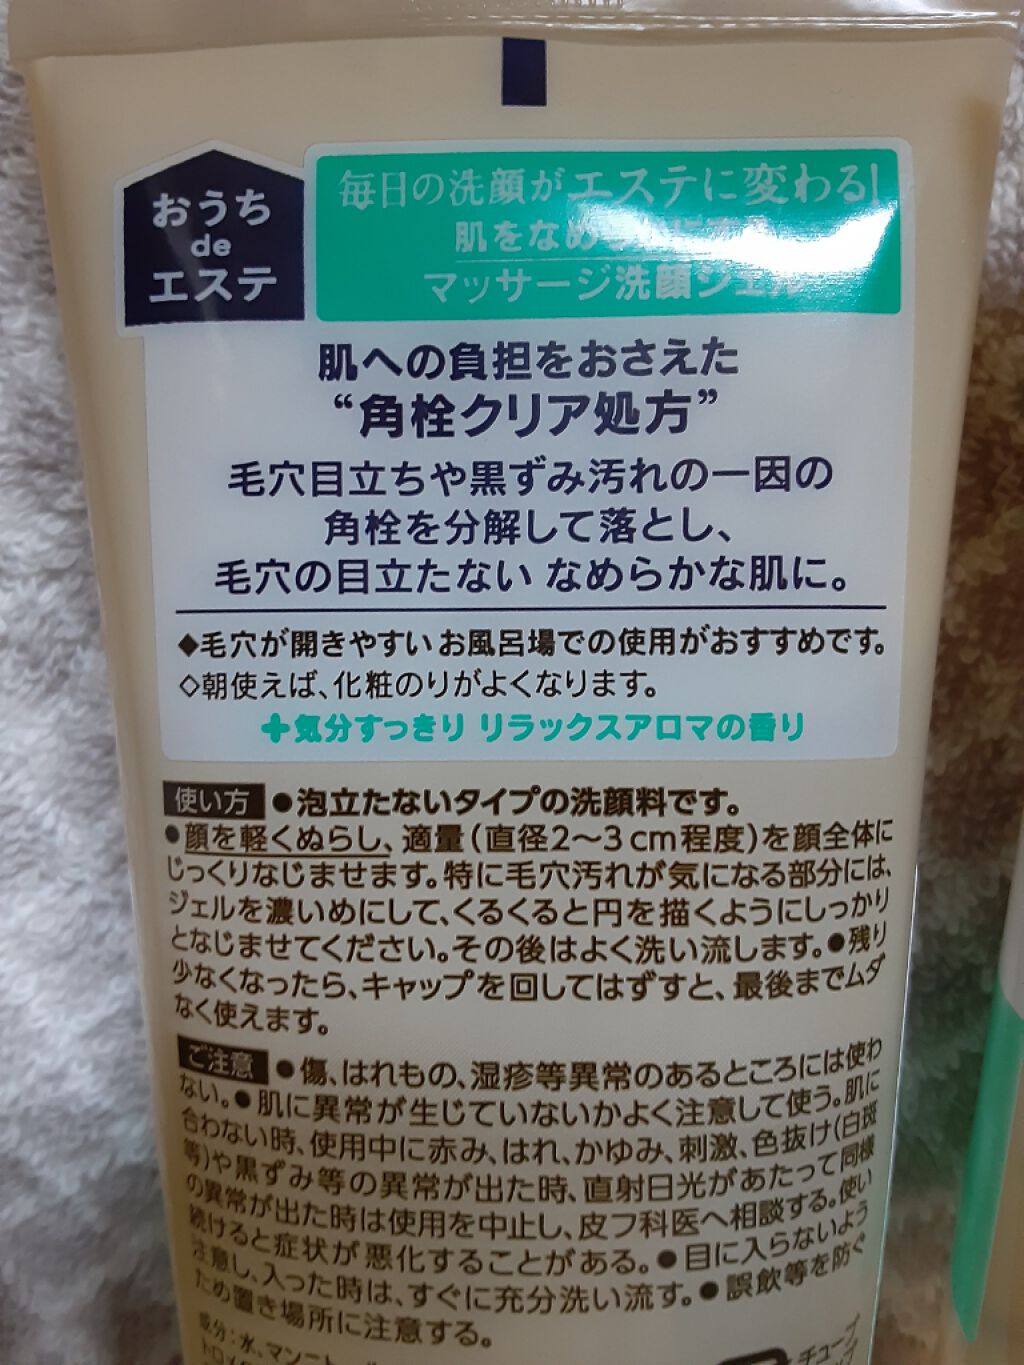 おうち
de
エステ
毎日の洗顔がエステに変わる!
肌をなめ
マッサージ洗顔ジェル
肌への負担をおさえた
“角栓クリア処方”
毛穴目立ちや黒ずみ汚れの一因の
角栓を分解して落とし、
毛穴の目立たない なめらかな肌に。
◆毛穴が開きやすいお風呂場での使用がおすすめです。
◇朝使えば、化粧のりがよくなります。
✚気分すっきり リラックスアロマの香り
使い方 ●泡立たないタイプの洗顔料です。
●顔を軽くぬらし、適量(直径2〜3cm程度)を顔全体に
じっくりなじませます。特に毛穴汚れが気になる部分には、
ジェルを濃いめにして、くるくると円を描くようにしっかり
となじませてください。その後はよく洗い流します。●残り
少なくなったら、キャップを回してはずすと、最後までムダ
なく使えます。
ご注意 ●傷、はれもの、湿疹等異常のあるところには使わ
ない。●肌に異常が生じていないかよく注意して使う。肌に
合わない時、使用中に赤み、はれ、かゆみ、刺激、色抜け(白斑
等)や黒ずみ等の異常が出た時、直射日光があたって同様
の異常が出た時は使用を中止し、皮フ科医へ相談する。使い
続けると症状が悪化することがある。●目に入らないよう
注意し、入った時は、すぐに充分洗い流す。●誤飲等を防ぐ
ため置き場所に注意する。
成分:水、マンニトール
チューブ